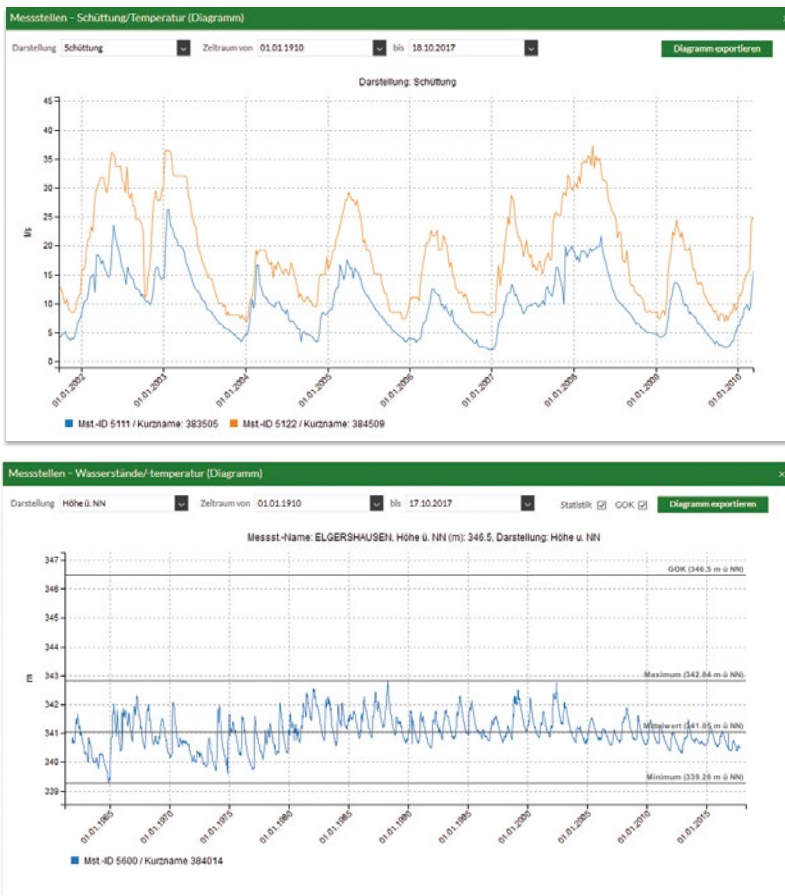 Messstellen – Schüttung/Temperatur (Diagramm)
Darstellung Schüttung Zeitraum von 01.01.1910 bis 18.10.2017 Diagramm exportieren
Darstellung: Schüttung
45
40
35
30
25
20
15
10
5
0
l/s
01.01.2002 01.01.2003 01.01.2004 01.01.2005 01.01.2006 01.01.2007 01.01.2008 01.01.2009 01.01.2010
Mst.-ID 5111 / Kurzname: 383505 Mst.-ID 5122 / Kurzname: 384509
Messstellen – Wasserstände/-temperatur (Diagramm) ×
Darstellung Höhe ü. NN Zeitraum von 01.01.1910 bis 17.10.2017 Statistik GOK Diagramm exportieren
Messst.-Name: ELGERSHAUSEN, Höhe ü. NN (m): 346.5, Darstellung: Höhe ü. NN
347
GOK (346.5 m ü NN)
346
345
344
343
Maximum (342.84 m ü NN)
342
Mittelwert (341.05 m ü NN)
341
340
Minimum (339.26 m ü NN)
339
m
01.01.1965 01.01.1970 01.01.1975 01.01.1980 01.01.1985 01.01.1990 01.01.1995 01.01.2000 01.01.2005 01.01.2010 01.01.2015
Mst.-ID 5600 / Kurzname 384014